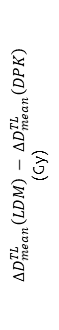 ΔD_{mean}^{TL}(LDM) − ΔD_{mean}^{TL}(DPK)
(Gy)